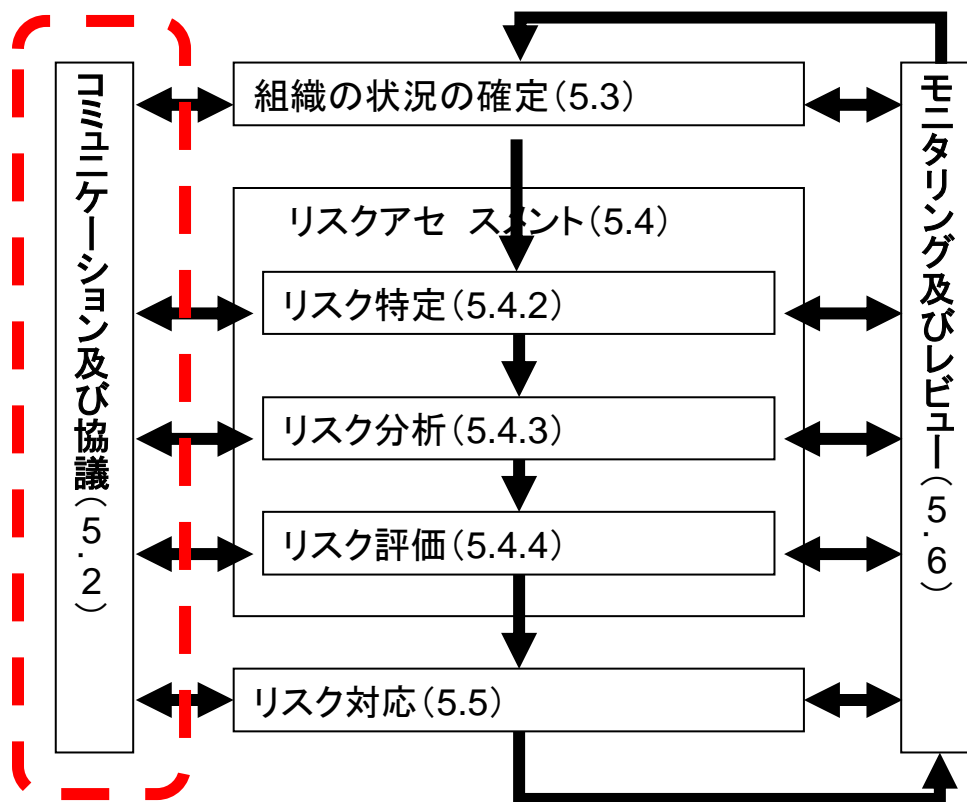 コミュニケーション及び協議(5.2)
組織の状況の確定(5.3)
リスクアセ スメント(5.4)
リスク特定(5.4.2)
リスク分析(5.4.3)
リスク評価(5.4.4)
リスク対応(5.5)
モニタリング及びレビュー(5.6)